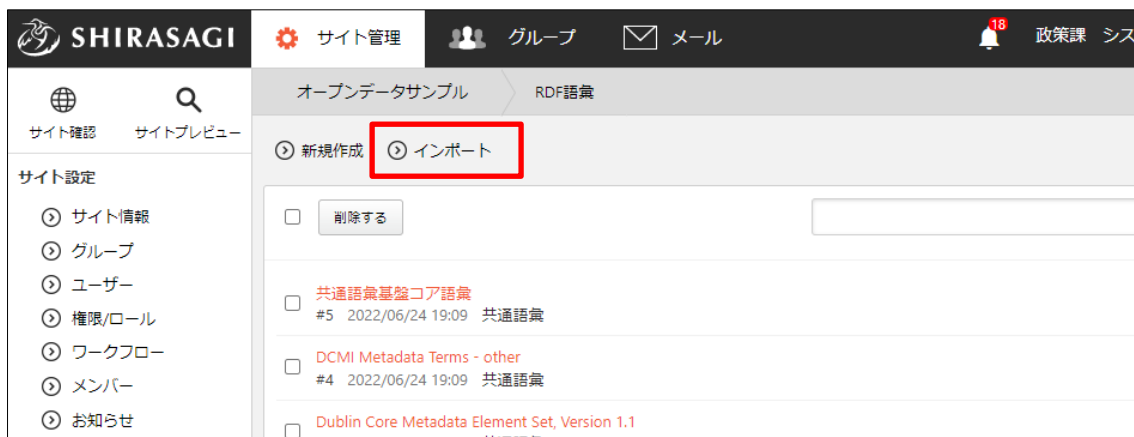 SHIRASAGI サイト管理 グループ メール 18 政策課 シス
サイト確認 サイトプレビュー
オープンデータサンプル RDF語彙
新規作成 インポート
サイト設定
サイト情報
グループ
ユーザー
権限/ロール
ワークフロー
メンバー
お知らせ
削除する
共通語彙基盤コア語彙
#5 2022/06/24 19:09 共通語彙
DCMI Metadata Terms - other
#4 2022/06/24 19:09 共通語彙
Dublin Core Metadata Element Set, Version 1.1